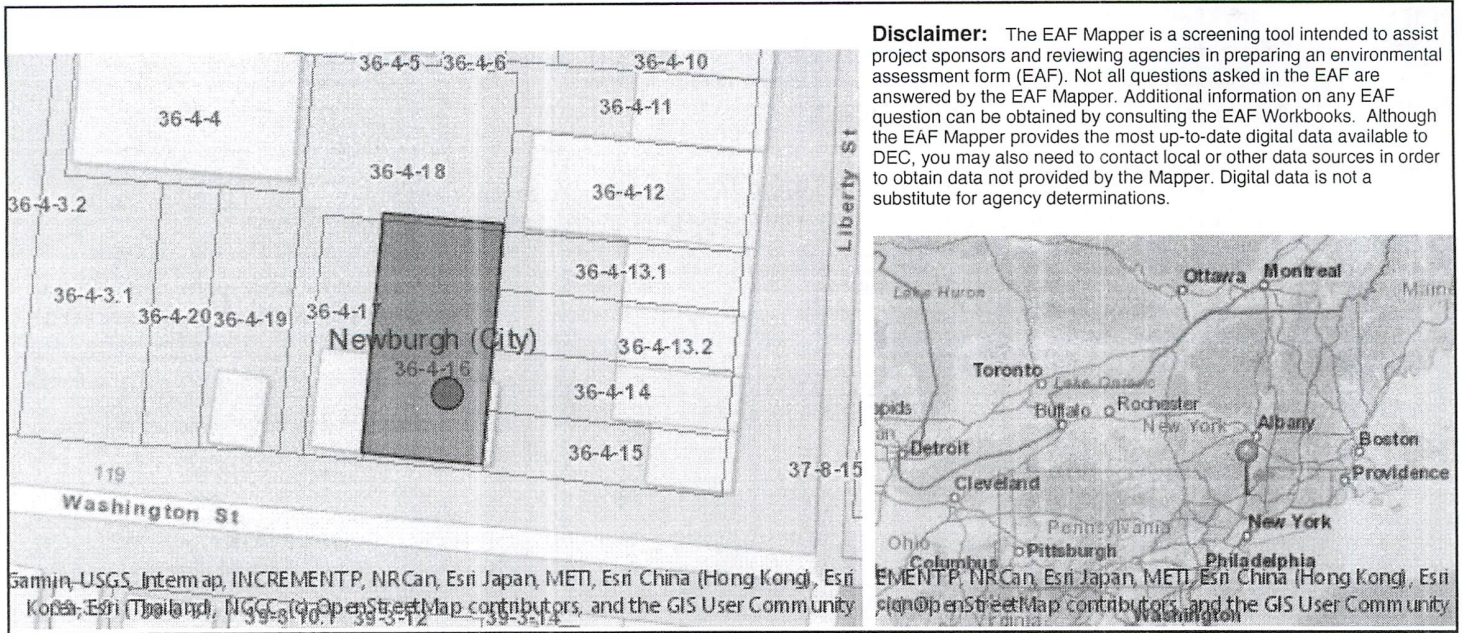 Disclaimer: The EAF Mapper is a screening tool intended to assist
project sponsors and reviewing agencies in preparing an environmental
assessment form (EAF). Not all questions asked in the EAF are
answered by the EAF Mapper. Additional information on any EAF
question can be obtained by consulting the EAF Workbooks. Although
the EAF Mapper provides the most up-to-date digital data available to
DEC, you may also need to contact local or other data sources in order
to obtain data not provided by the Mapper. Digital data is not a
substitute for agency determinations.
36-4-5 36-4-6 36-4-10
36-4-11
36-4-4
36-4-18
36-4-12
Liberty St
36-4-3.2
36-4-13.1
36-4-3.1
36-4-20 36-4-19 36-4-17
Newburgh (City)
36-4-13.2
36-4-16
36-4-14
36-4-15
37-8-15
119
Washington St
Garmin, USGS, Intermap, INCREMENT P, NRCan, Esri Japan, METI, Esri China (Hong Kong), Esri
Korea, Esri (Thailand), NGCC, (c) OpenStreetMap contributors, and the GIS User Community
39-3-12 39-3-14
Ottawa Montreal
Lake Huron
Maine
Toronto
Lake Ontario
Buffalo Rochester
New York Albany
Detroit
Boston
Providence
Cleveland
New York
Pennsylvania
Ohio
Pittsburgh
Columbus
Philadelphia
EMENT P, NRCan, Esri Japan, METI, Esri China (Hong Kong), Esri
OpenStreetMap contributors, and the GIS User Community
Virginia
Washington